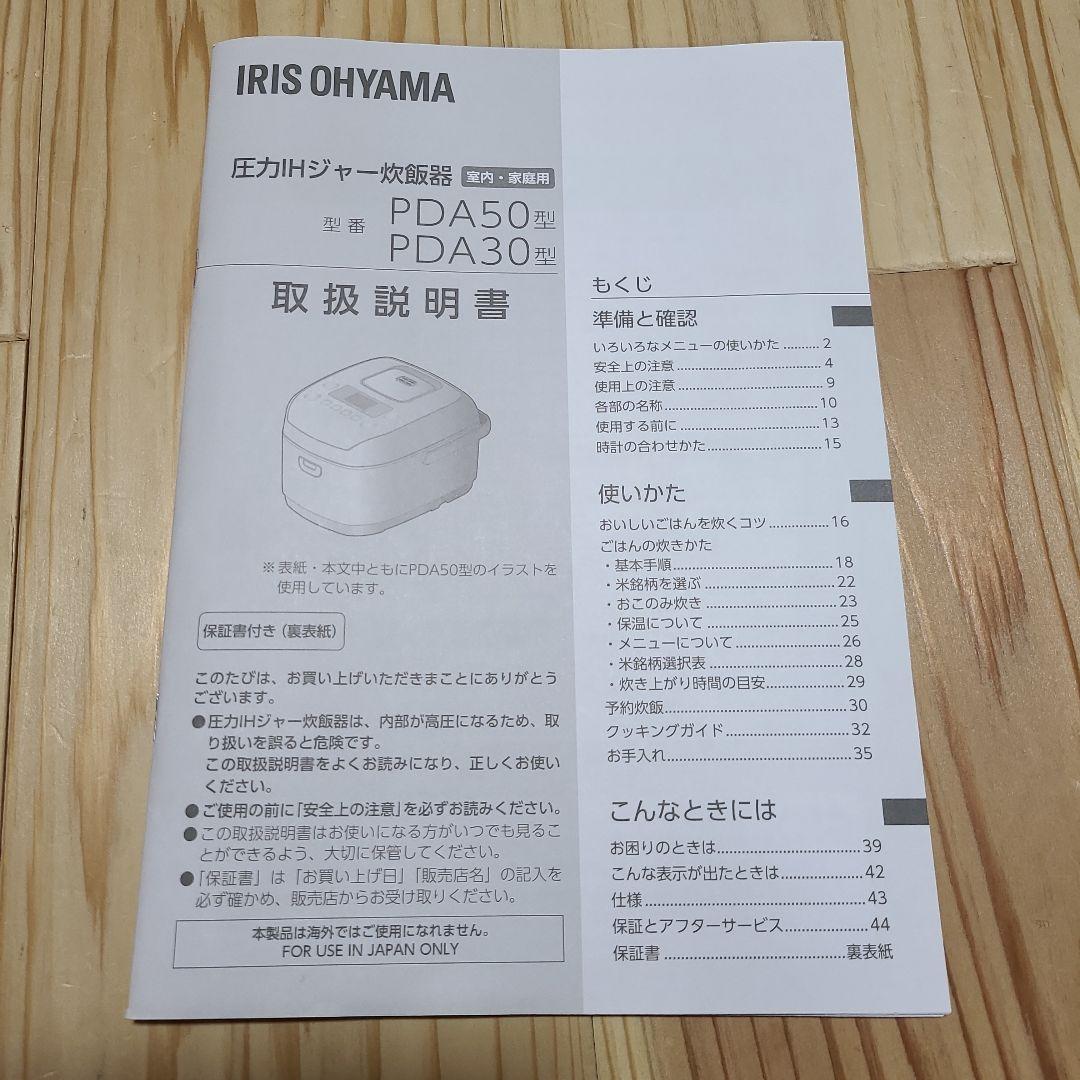 IRIS OHYAMA
圧力IHジャー炊飯器 室内・家庭用
型番 PDA50型
PDA30型
取扱説明書
※表紙・本文中ともにPDA50型のイラストを
使用しています。
保証書付き（裏表紙）
このたびは、お買い上げいただきまことにありがとう
ございます。
●圧力IHジャー炊飯器は、内部が高圧になるため、取
り扱いを誤ると危険です。
この取扱説明書をよくお読みになり、正しくお使い
ください。
●ご使用の前に「安全上の注意」を必ずお読みください。
●この取扱説明書はお使いになる方がいつでも見るこ
とができるよう、大切に保管してください。
●「保証書」は「お買い上げ日」「販売店名」の記入を
必ず確かめ、販売店からお受け取りください。
本製品は海外ではご使用になれません。
FOR USE IN JAPAN ONLY
もくじ
準備と確認
いろいろなメニューの使いかた .......... 2
安全上の注意 .......... 4
使用上の注意 .......... 9
各部の名称 .......... 10
使用する前に .......... 13
時計の合わせかた .......... 15
使いかた
おいしいごはんを炊くコツ .......... 16
ごはんの炊きかた
・基本手順 .......... 18
・米銘柄を選ぶ .......... 22
・おこのみ炊き .......... 23
・保温について .......... 25
・メニューについて .......... 26
・米銘柄選択表 .......... 28
・炊き上がり時間の目安 .......... 29
予約炊飯 .......... 30
クッキングガイド .......... 32
お手入れ .......... 35
こんなときには
お困りのときは .......... 39
こんな表示が出たときは .......... 42
仕様 .......... 43
保証とアフターサービス .......... 44
保証書 .......... 裏表紙